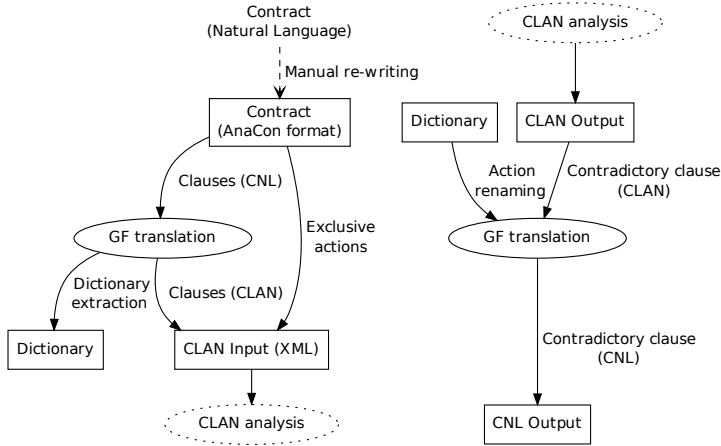 Contract
(Natural Language)
Manual re-writing
Contract
(AnaCon format)
Clauses (CNL)
Exclusive
actions
GF translation
Dictionary
extraction
Clauses (CLAN)
Dictionary
CLAN Input (XML)
CLAN analysis
CLAN analysis
Dictionary
CLAN Output
Action
renaming
Contradictory clause
(CLAN)
GF translation
Contradictory clause
(CNL)
CNL Output